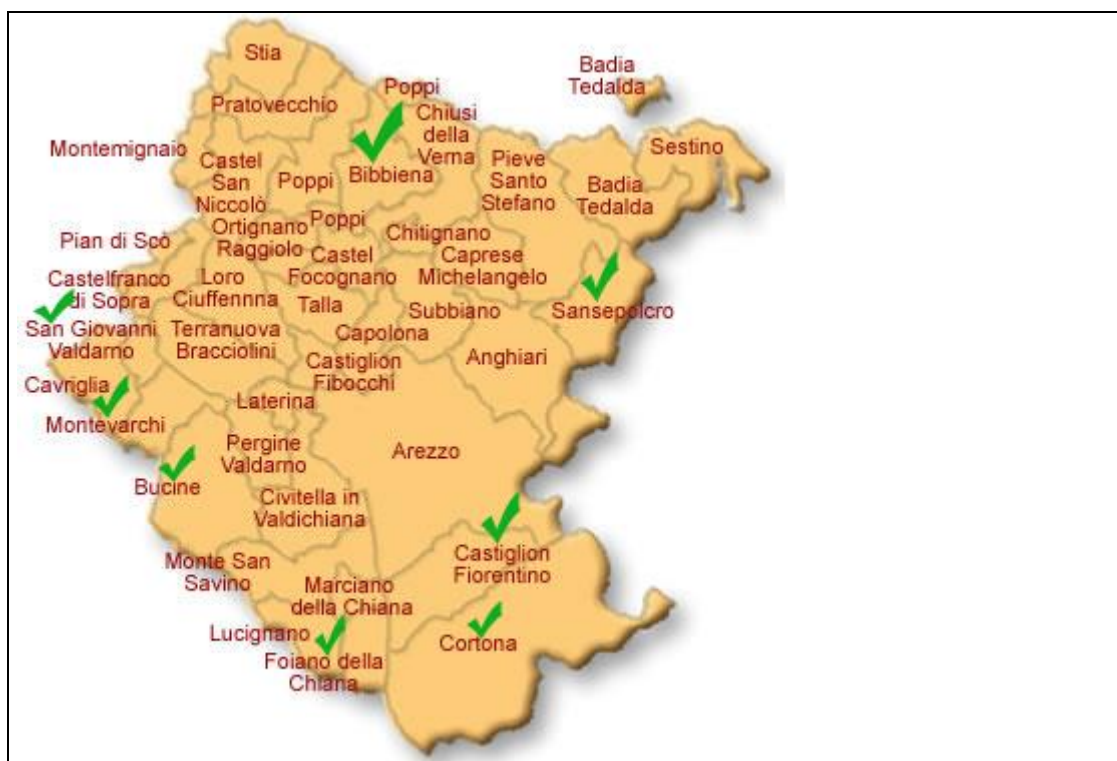 Stia
Badia
Tedalda
Poppi
Pratovecchio
Chiusi
della
Verna
Montemignaio
Sestino
Castel
San
Niccolò
Poppi
Bibbiena
Pieve
Santo
Stefano
Badia
Tedalda
Ortignano
Raggiolo
Poppi
Chitignano
Pian di Scò
Castel
Focognano
Caprese
Michelangelo
Castelfranco
di Sopra
Loro
Ciuffennna
Talla
Subbiano
Sansepolcro
San Giovanni
Valdarno
Terranuova
Bracciolini
Capolona
Anghiari
Castiglion
Fibocchi
Cavriglia
Laterina
Montevarchi
Pergine
Valdarno
Arezzo
Bucine
Civitella in
Valdichiana
Monte San
Savino
Castiglion
Fiorentino
Marciano
della Chiana
Lucignano
Cortona
Foiano della
Chiana